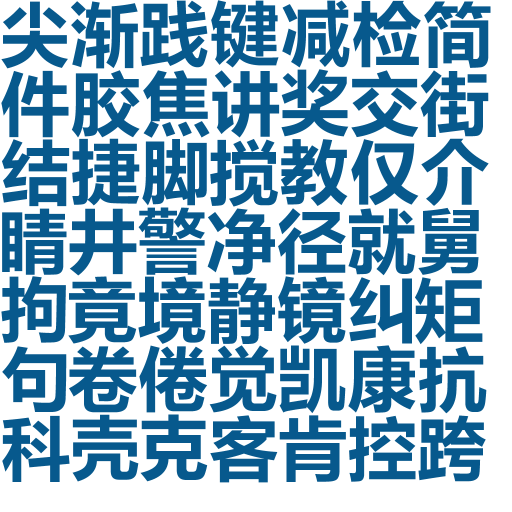 尖渐践键减检简
件胶焦讲奖交街
结捷脚搅教仅介
睛井警净径就舅
拘竟境静镜纠矩
句卷倦觉凯康抗
科壳克客肯控跨